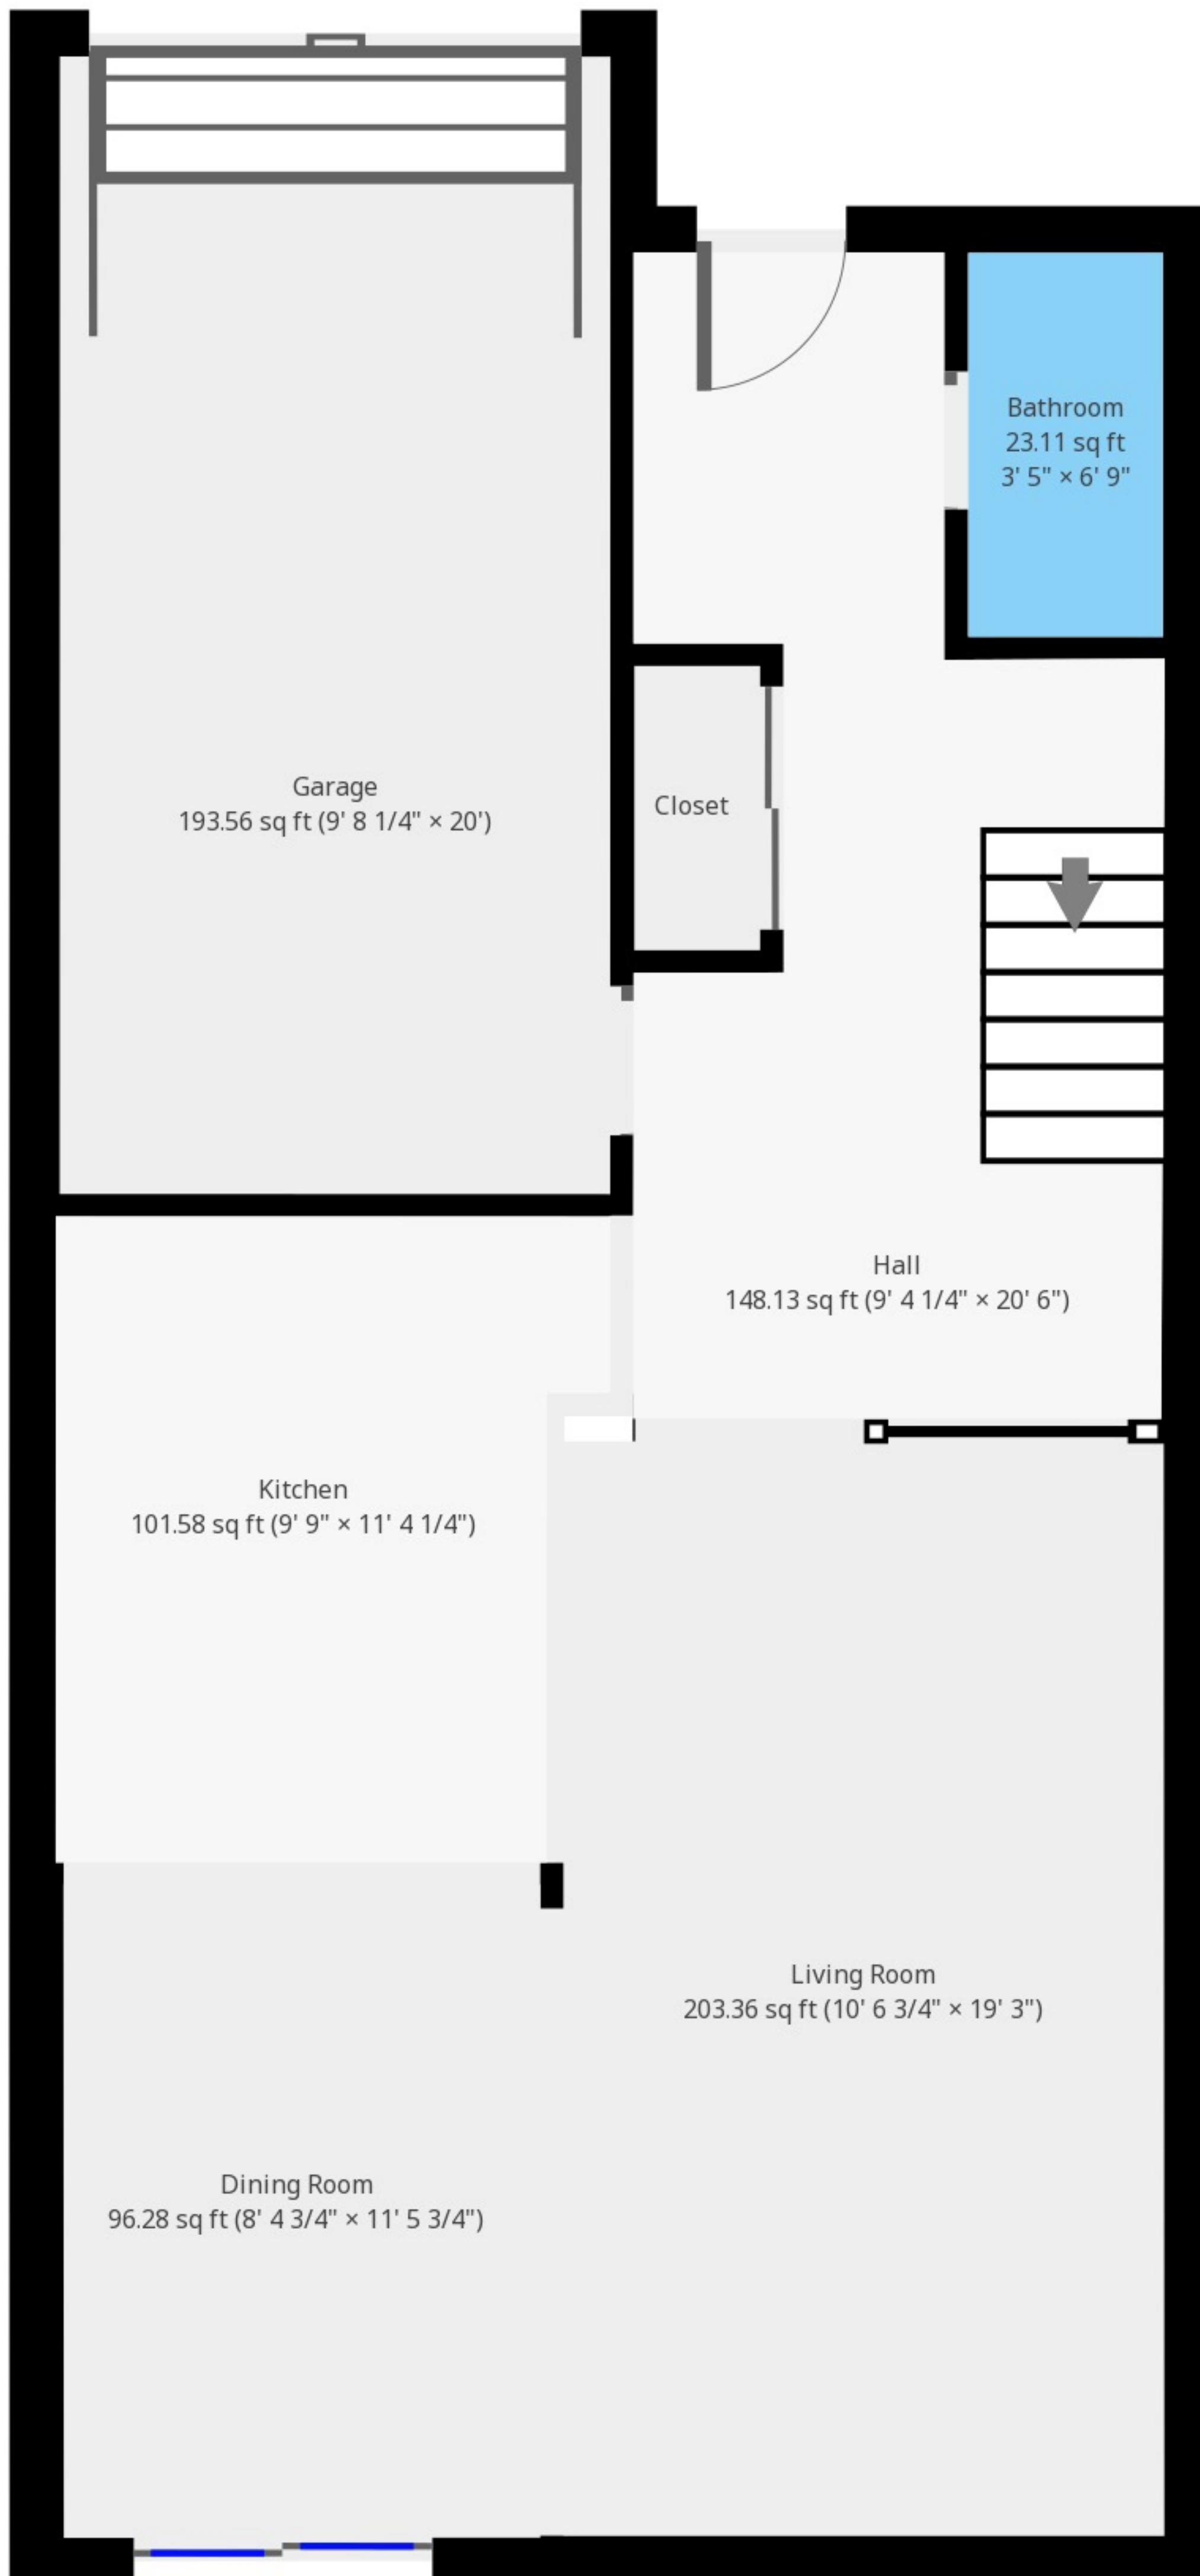 Bathroom
23.11 sq ft
3' 5" × 6' 9"
Garage
193.56 sq ft (9' 8 1/4" × 20')
Closet
Hall
148.13 sq ft (9' 4 1/4" × 20' 6")
Kitchen
101.58 sq ft (9' 9" × 11' 4 1/4")
Living Room
203.36 sq ft (10' 6 3/4" × 19' 3")
Dining Room
96.28 sq ft (8' 4 3/4" × 11' 5 3/4")